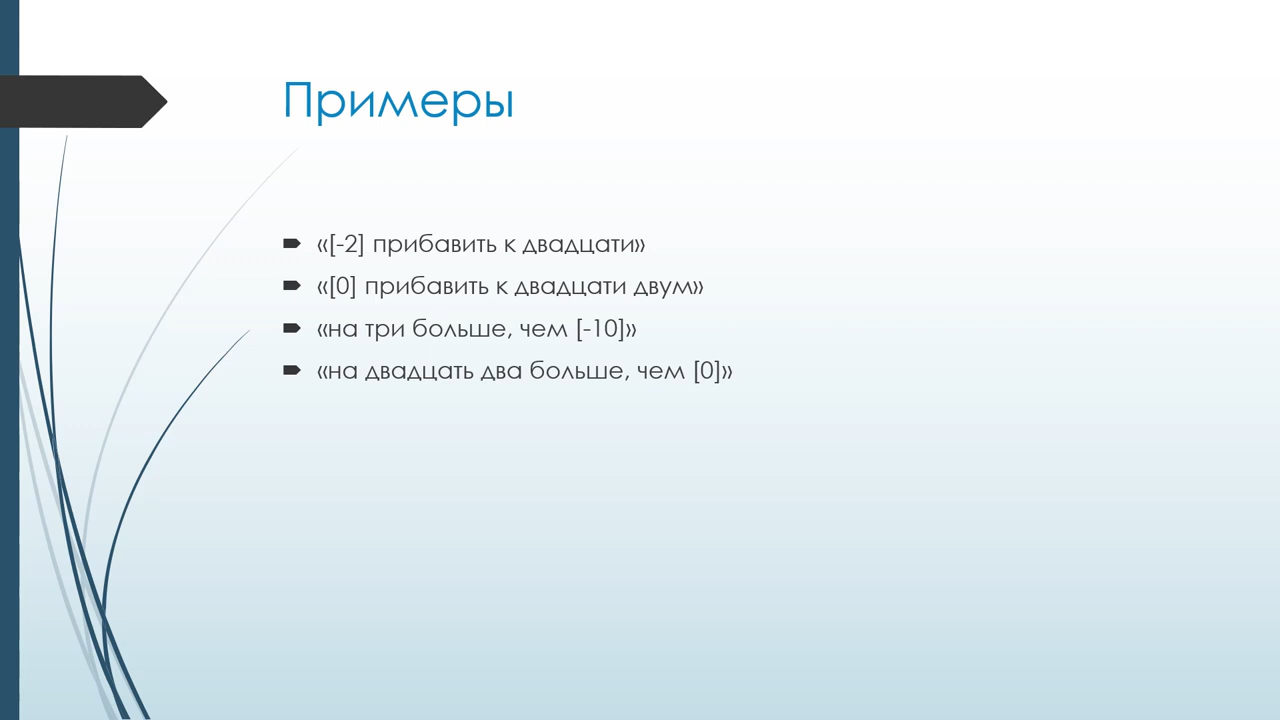 Примеры
«[-2] прибавить к двадцати»
«[0] прибавить к двадцати двум»
«на три больше, чем [-10]»
«на двадцать два больше, чем [0]»